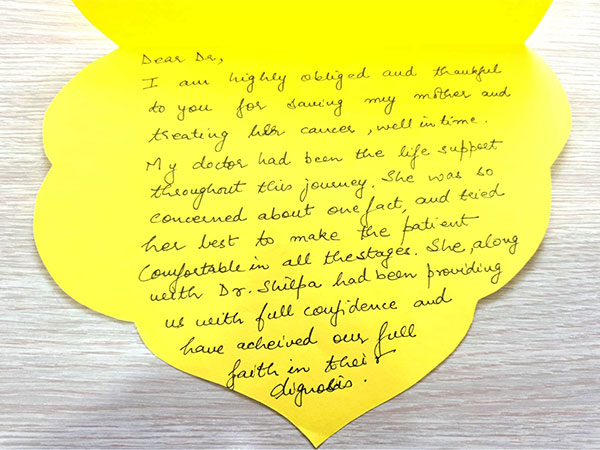 Dear Dr,
I am highly obliged and thankful
to you for saving my mother and
treating her cancer, well in time.
My doctor had been the life support
throughout this journey. She was so
concerned about one fact, and tried
her best to make the patient
Comfortable in all the stages. She, along
with Dr. Shilpa had been providing
us with full confidence and
have acheived our full
faith in their
dignosis.